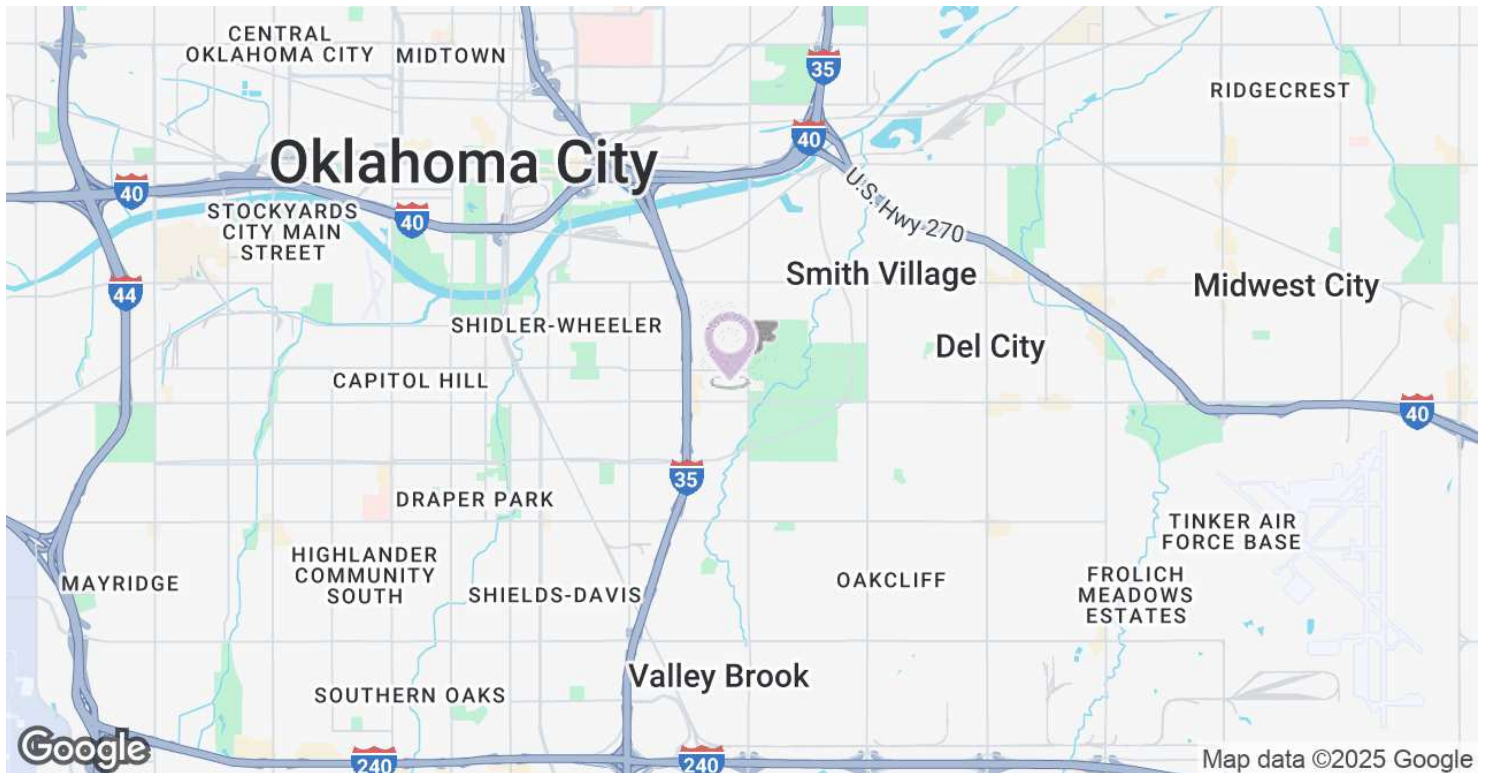 CENTRAL
OKLAHOMA CITY
MIDTOWN
35
RIDGECREST
40
Oklahoma City
40
40
U.S. Hwy 270
STOCKYARDS
CITY MAIN
STREET
44
Smith Village
Midwest City
SHIDLER-WHEELER
Del City
CAPITOL HILL
40
35
DRAPER PARK
TINKER AIR
FORCE BASE
HIGHLANDER
COMMUNITY
SOUTH
MAYRIDGE
SHIELDS-DAVIS
OAKCLIFF
FROLICH
MEADOWS
ESTATES
Valley Brook
SOUTHERN OAKS
Google
240
240
Map data ©2025 Google